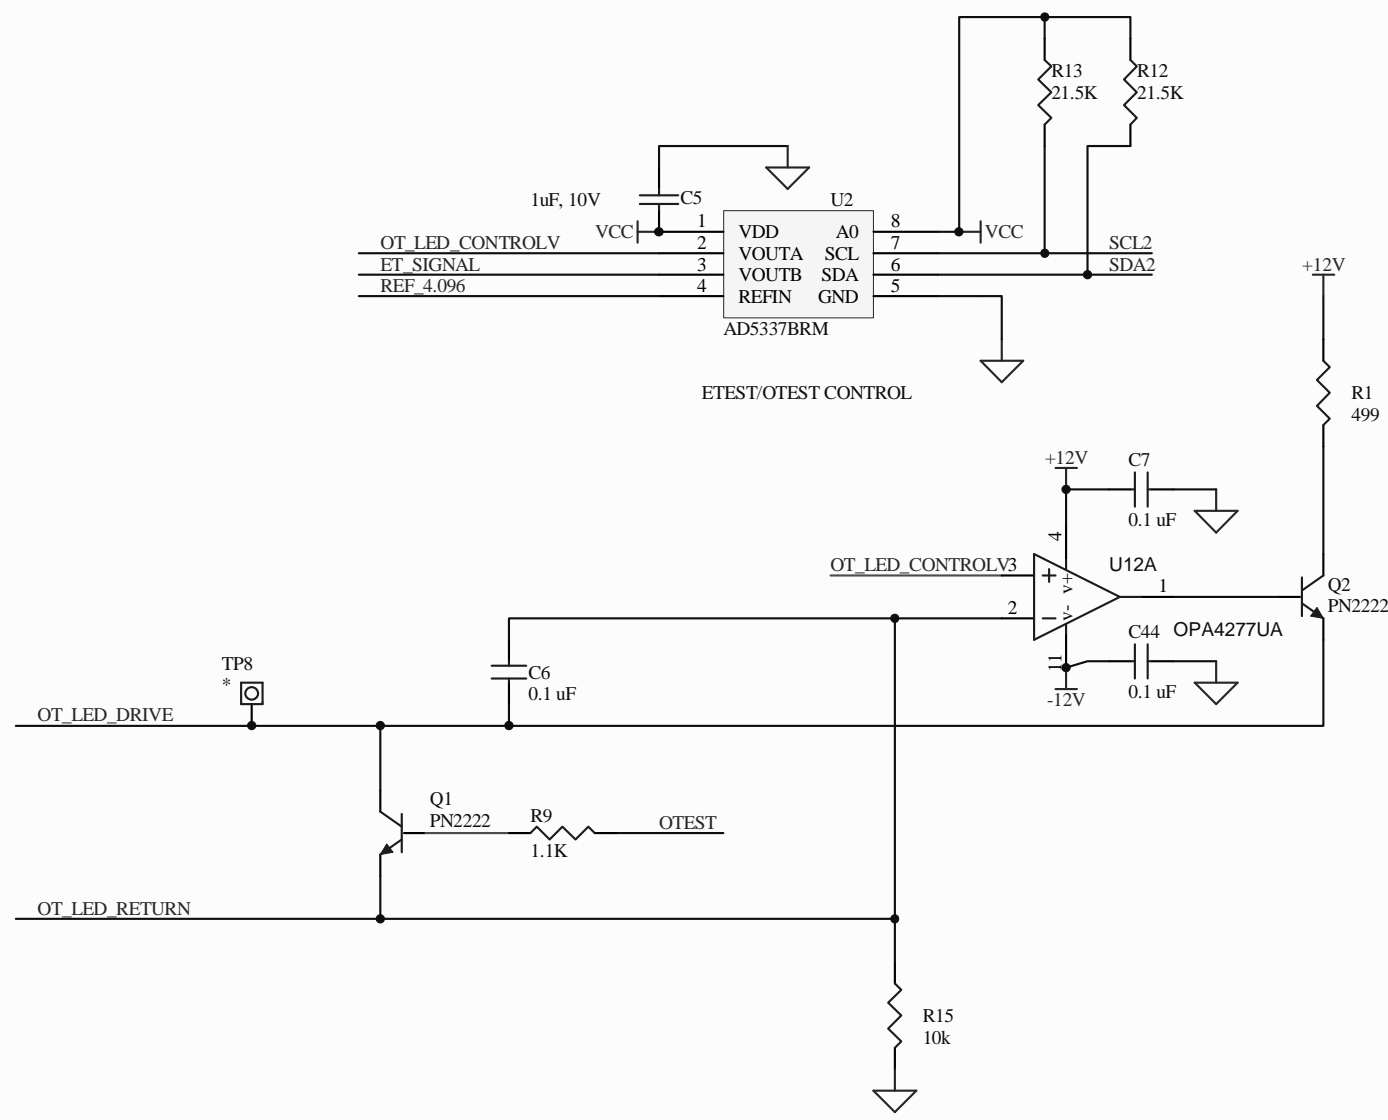 R13
21.5K
R12
21.5K
1uF, 10V
C5
U2
VCC
1
VDD
A0
8
VCC
OT_LED_CONTROLV
2
VOUTA
SCL
7
SCL2
ET_SIGNAL
3
VOUTB
SDA
6
SDA2
REF_4.096
4
REFIN
GND
5
AD5337BRM
+12V
ETEST/OTEST CONTROL
R1
499
+12V
C7
0.1 uF
4
OT_LED_CONTROLV
3
+
V+
U12A
1
Q2
PN2222
2
−
V-
C44
OPA4277UA
11
0.1 uF
-12V
TP8
*
C6
0.1 uF
OT_LED_DRIVE
Q1
PN2222
R9
1.1K
OTEST
OT_LED_RETURN
R15
10k